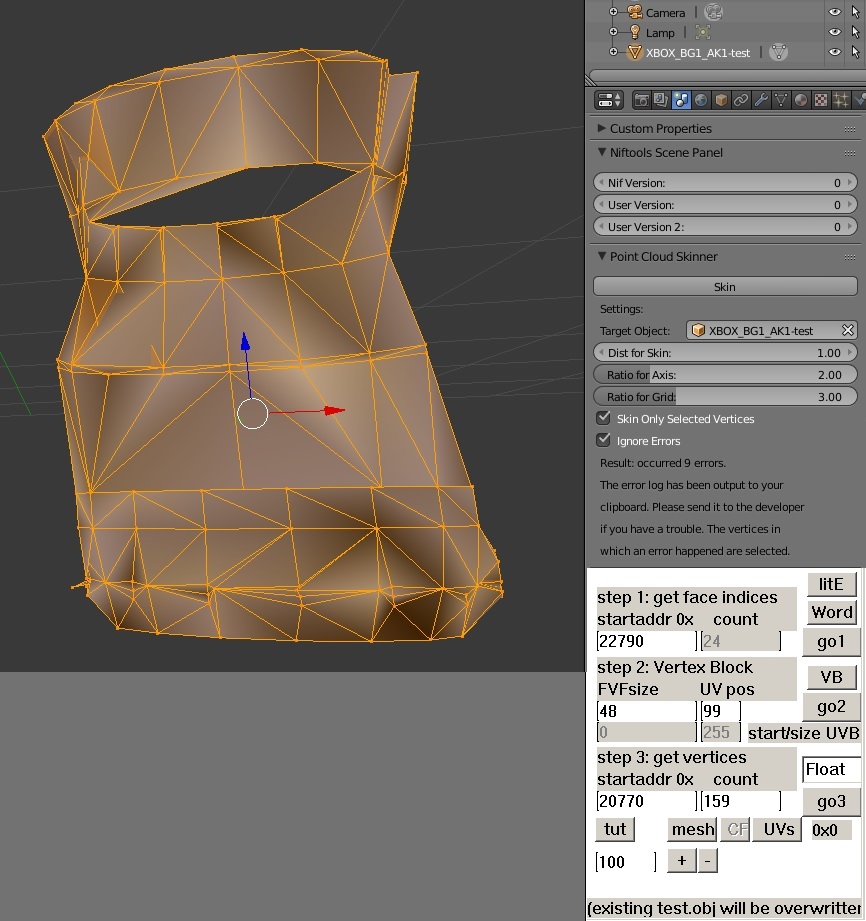 Camera
Lamp
XBOX_BG1_AK1-test
Custom Properties
Niftools Scene Panel
Nif Version: 0
User Version: 0
User Version 2: 0
Point Cloud Skinner
Skin
Settings:
Target Object: XBOX_BG1_AK1-test
Dist for Skin: 1.00
Ratio for Axis: 2.00
Ratio for Grid: 3.00
Skin Only Selected Vertices
Ignore Errors
Result: occurred 9 errors.
The error log has been output to your
clipboard. Please send it to the developer
if you have a trouble. The vertices in
which an error happened are selected.
litE
step 1: get face indices
Word
startaddr 0x count
22790 24 go1
step 2: Vertex Block VB
FVFsize UV pos
48 99 go2
0 255 start/size UVB
step 3: get vertices
Float
startaddr 0x count
20770 159 go3
tut mesh CF UVs 0x0
100 + -
(existing test.obj will be overwritter